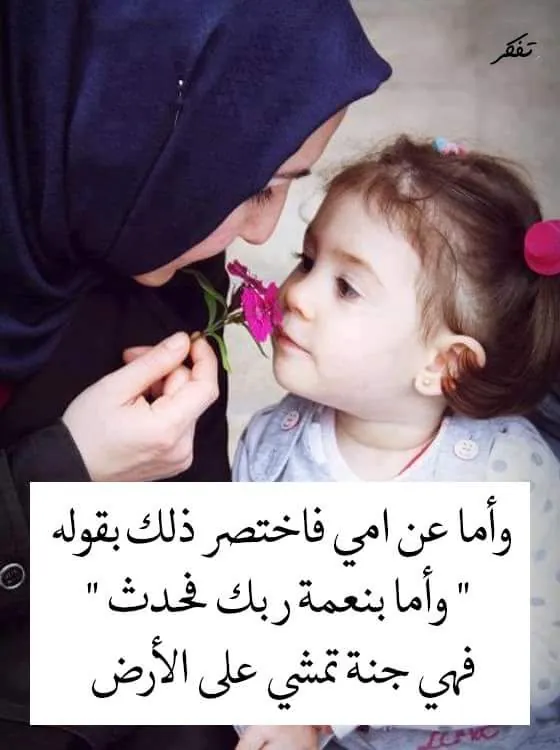 تفكر
وأما عن امي فاختصر ذلك بقوله
" وأما بنعمة ربك فحدث "
فهي جنة تمشي على الأرض